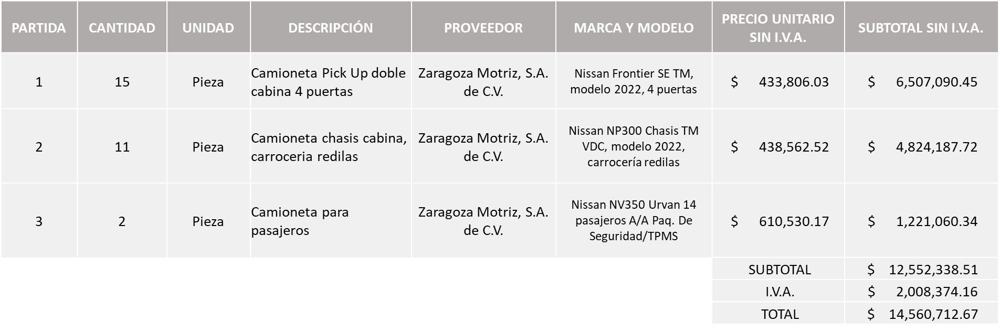 PARTIDA CANTIDAD UNIDAD DESCRIPCIÓN PROVEEDOR MARCA Y MODELO PRECIO UNITARIO SIN I.V.A. SUBTOTAL SIN I.V.A.
1 15 Pieza
Camioneta Pick Up doble
cabina 4 puertas
Zaragoza Motriz, S.A.
de C.V.
Nissan Frontier SE TM,
modelo 2022, 4 puertas
$ 433,806.03 $ 6,507,090.45
2 11 Pieza
Camioneta chasis cabina,
carroceria redilas
Zaragoza Motriz, S.A.
de C.V.
Nissan NP300 Chasis TM
VDC, modelo 2022,
carrocería redilas
$ 438,562.52 $ 4,824,187.72
3 2 Pieza
Camioneta para
pasajeros
Zaragoza Motriz, S.A.
de C.V.
Nissan NV350 Urvan 14
pasajeros A/A Paq. De
Seguridad/TPMS
$ 610,530.17 $ 1,221,060.34
SUBTOTAL $ 12,552,338.51
I.V.A. $ 2,008,374.16
TOTAL $ 14,560,712.67